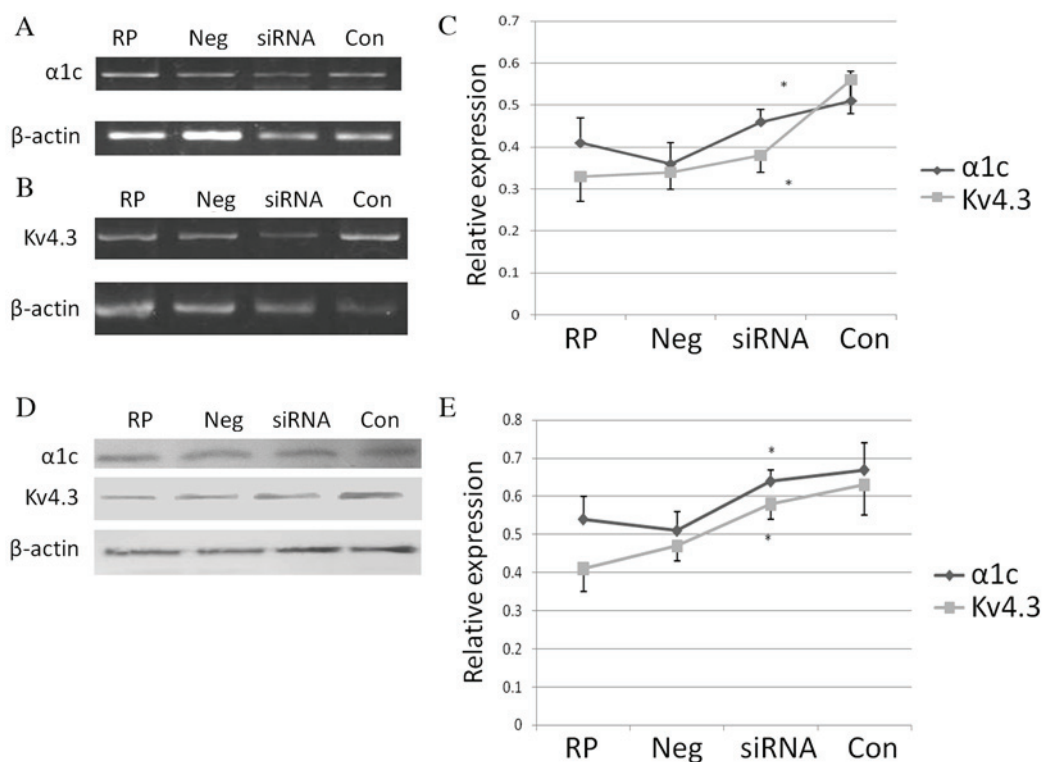 A
RP Neg siRNA Con
α1c
β-actin
B
RP Neg siRNA Con
Kv4.3
β-actin
C
Relative expression
0.7
0.6
0.5
0.4
0.3
0.2
0.1
0
*
*
RP Neg siRNA Con
α1c
Kv4.3
D
RP Neg siRNA Con
α1c
Kv4.3
β-actin
E
Relative expression
0.8
0.7
0.6
0.5
0.4
0.3
0.2
0.1
0
*
*
RP Neg siRNA Con
α1c
Kv4.3